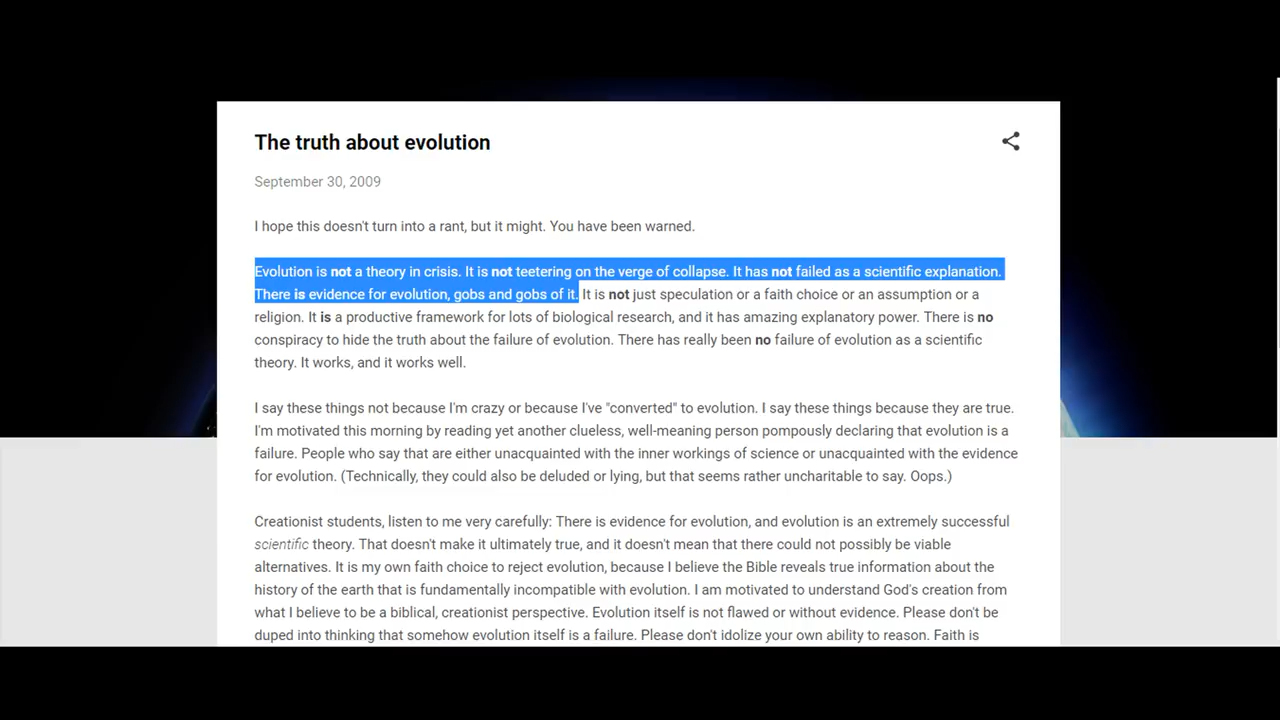 The truth about evolution
September 30, 2009
I hope this doesn't turn into a rant, but it might. You have been warned.
Evolution is not a theory in crisis. It is not teetering on the verge of collapse. It has not failed as a scientific explanation.
There is evidence for evolution, gobs and gobs of it. It is not just speculation or a faith choice or an assumption or a
religion. It is a productive framework for lots of biological research, and it has amazing explanatory power. There is no
conspiracy to hide the truth about the failure of evolution. There has really been no failure of evolution as a scientific
theory. It works, and it works well.
I say these things not because I'm crazy or because I've "converted" to evolution. I say these things because they are true.
I'm motivated this morning by reading yet another clueless, well-meaning person pompously declaring that evolution is a
failure. People who say that are either unacquainted with the inner workings of science or unacquainted with the evidence
for evolution. (Technically, they could also be deluded or lying, but that seems rather uncharitable to say. Oops.)
Creationist students, listen to me very carefully: There is evidence for evolution, and evolution is an extremely successful
scientific theory. That doesn't make it ultimately true, and it doesn't mean that there could not possibly be viable
alternatives. It is my own faith choice to reject evolution, because I believe the Bible reveals true information about the
history of the earth that is fundamentally incompatible with evolution. I am motivated to understand God's creation from
what I believe to be a biblical, creationist perspective. Evolution itself is not flawed or without evidence. Please don't be
duped into thinking that somehow evolution itself is a failure. Please don't idolize your own ability to reason. Faith is